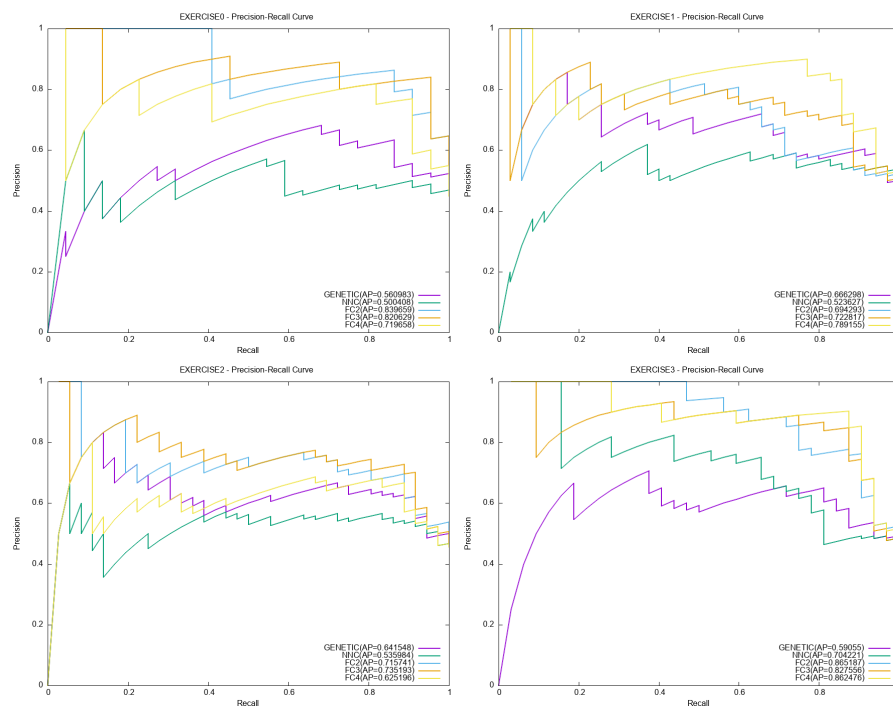 EXERCISE0 - Precision-Recall Curve
1
0.8
0.6
0.4
0.2
0
Precision
GENETIC(AP=0.560983)
NNC(AP=0.500408)
FC2(AP=0.839659)
FC3(AP=0.820629)
FC4(AP=0.719658)
0
0.2
0.4
0.6
0.8
1
Recall
EXERCISE1 - Precision-Recall Curve
1
0.8
0.6
0.4
0.2
0
Precision
GENETIC(AP=0.666298)
NNC(AP=0.523627)
FC2(AP=0.694293)
FC3(AP=0.722817)
FC4(AP=0.789155)
0
0.2
0.4
0.6
0.8
Recall
EXERCISE2 - Precision-Recall Curve
1
0.8
0.6
0.4
0.2
0
Precision
GENETIC(AP=0.641548)
NNC(AP=0.535984)
FC2(AP=0.715741)
FC3(AP=0.735193)
FC4(AP=0.625196)
0
0.2
0.4
0.6
0.8
1
Recall
EXERCISE3 - Precision-Recall Curve
1
0.8
0.6
0.4
0.2
0
Precision
GENETIC(AP=0.59055)
NNC(AP=0.704221)
FC2(AP=0.865187)
FC3(AP=0.827556)
FC4(AP=0.862476)
0
0.2
0.4
0.6
0.8
Recall